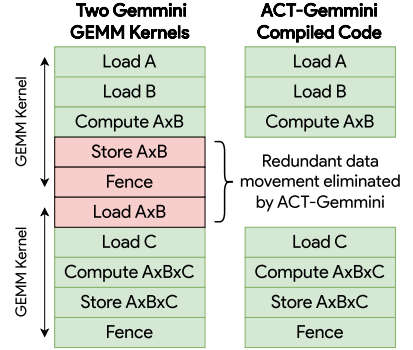 Two Gemmini
GEMM Kernels
GEMM Kernel
Load A
Load B
Compute AxB
Store AxB
Fence
GEMM Kernel
Load AxB
Load C
Compute AxBxC
Store AxBxC
Fence
Redundant data
movement eliminated
by ACT-Gemmini
ACT-Gemmini
Compiled Code
Load A
Load B
Compute AxB
Load C
Compute AxBxC
Store AxBxC
Fence